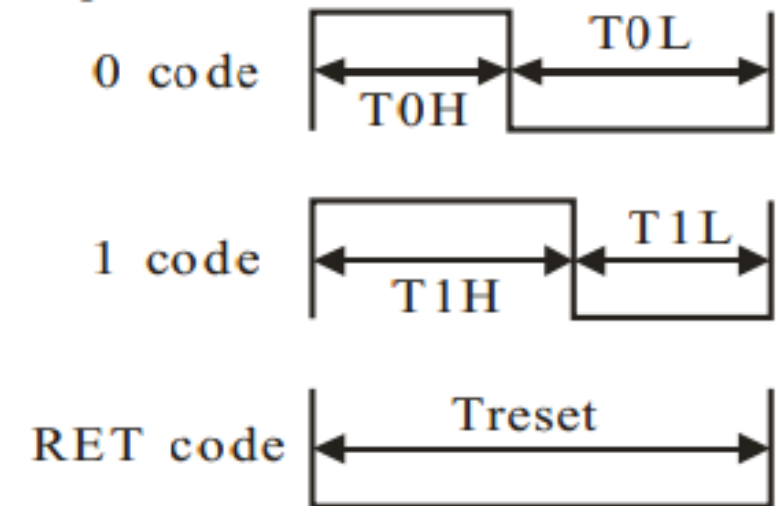 0 code
T0H
T0L
1 code
T1H
T1L
RET code
Treset